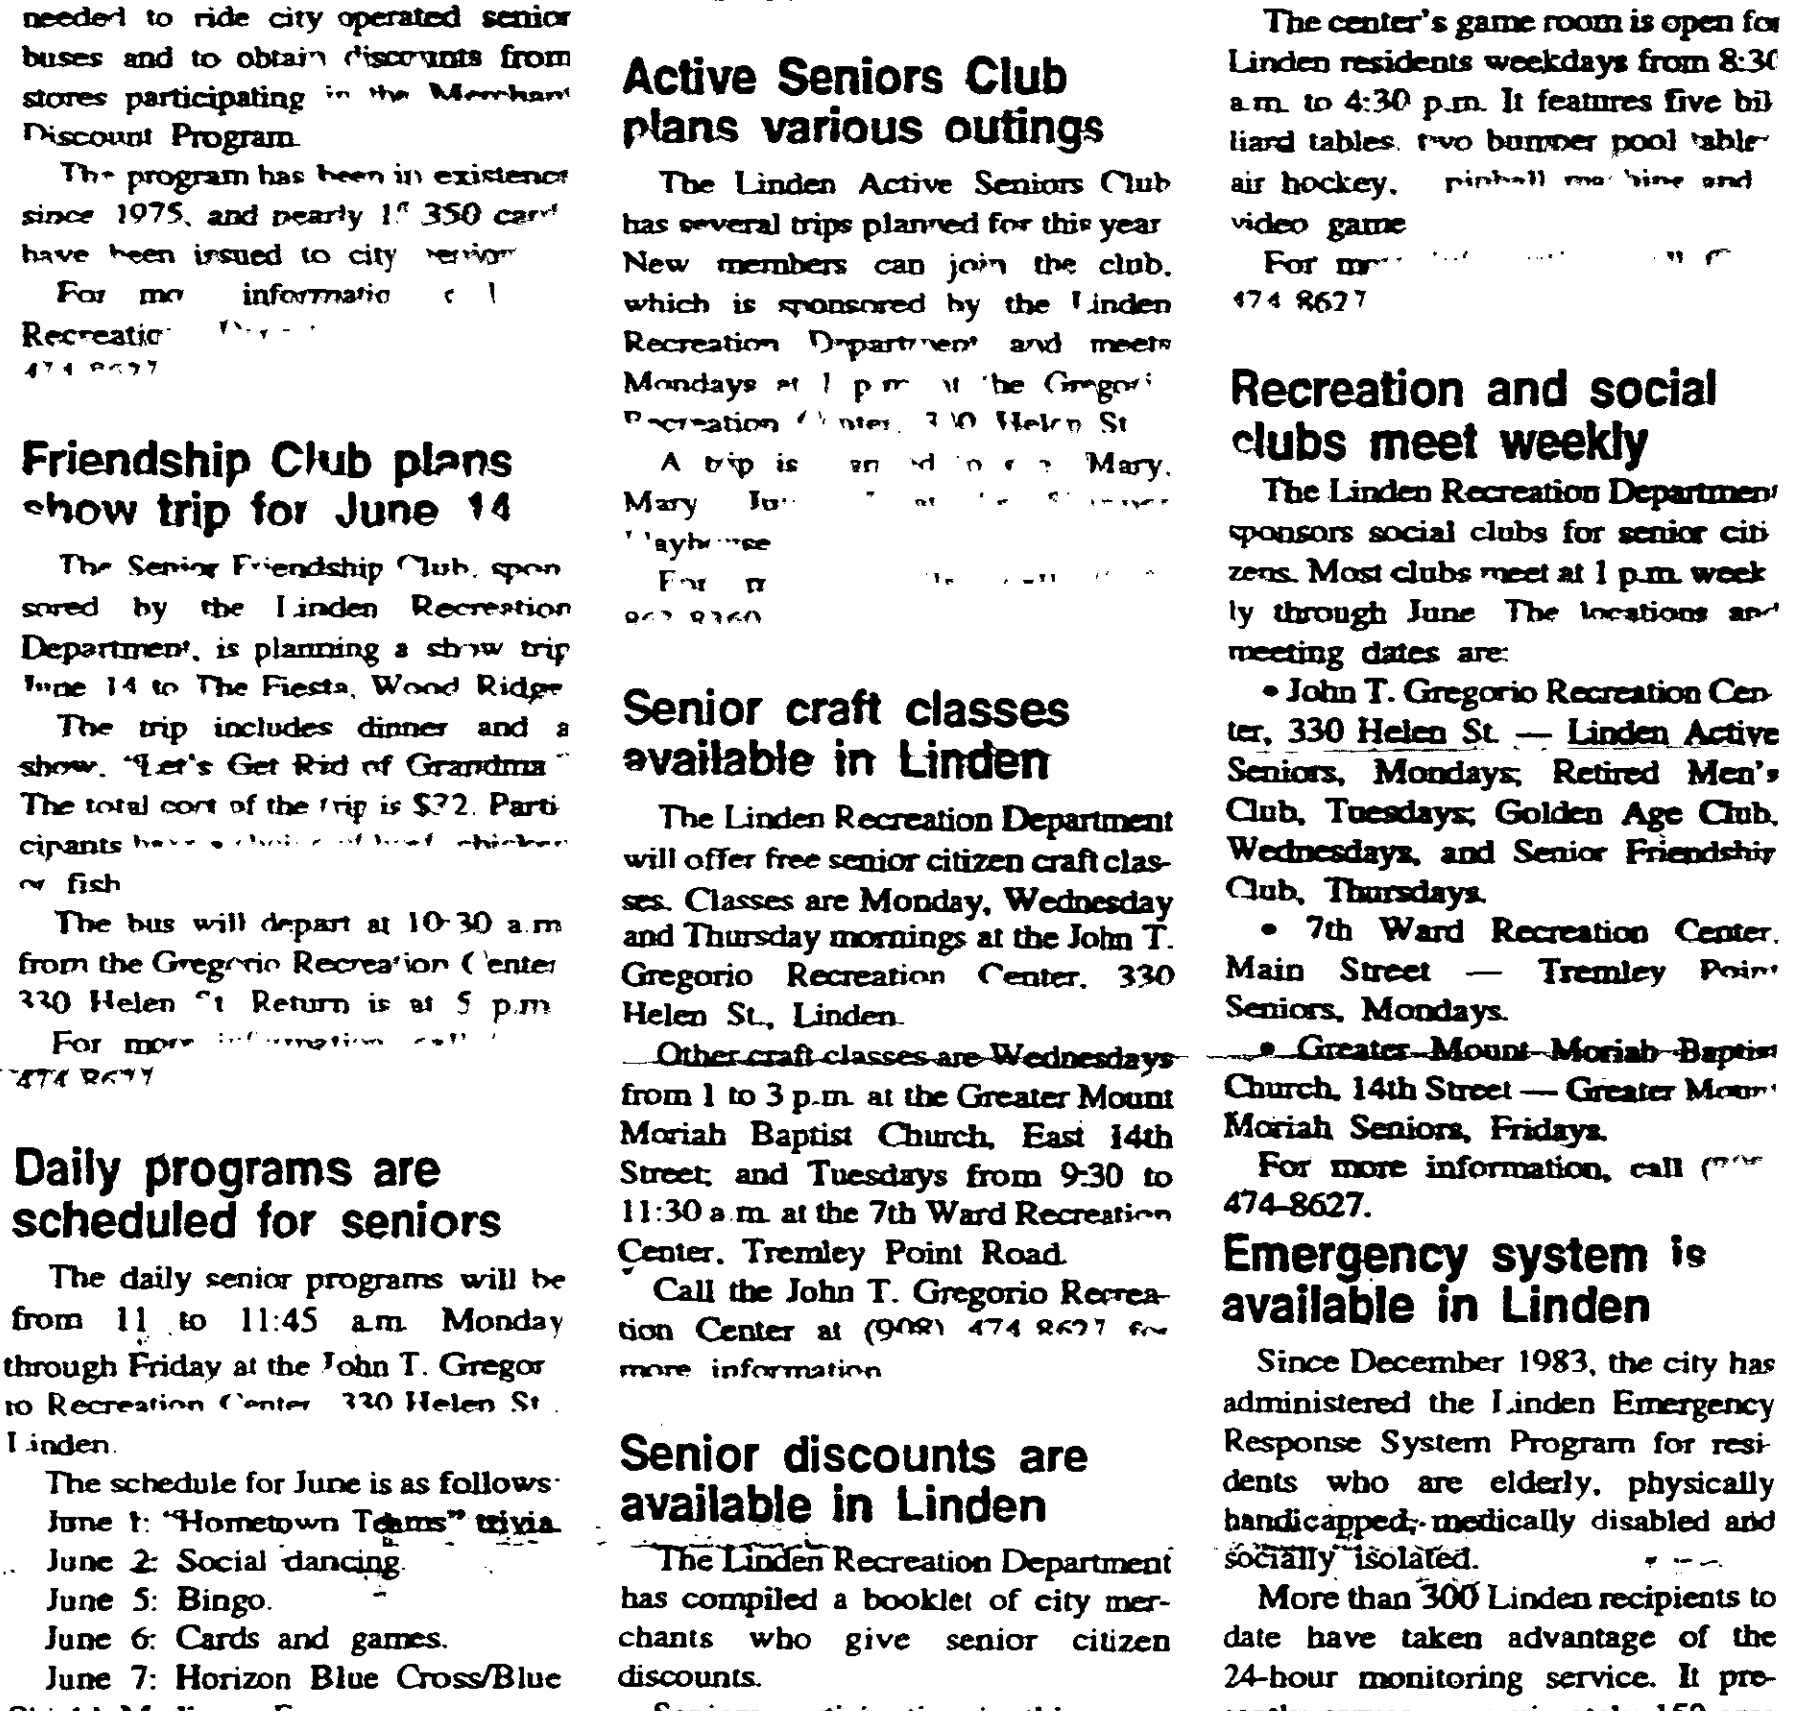 needed to ride city operated senior
buses and to obtain discounts from
stores participating in the Merchant
Discount Program
The program has been in existence
since 1975, and nearly 350
have been issued to city
For
Recreation

Friendship Club plans
show trip for June 14
The Senior Friendship Club, spon
sored by the Linden Recreation
Department, is planning a show trip
June 14 to The Fiesta, Wood Ridge
The trip includes dinner and a
show, "Let's Get Rid of Grandma"
The total cost of the trip is Parti
cipants have a choice of beef chicken
or fish
The bus will depart at 10:30 a.m
from the Gregorio Recreation Center
330 Helen St Return is at 5 p.m
For more information call
474 8627
Daily programs are
scheduled for seniors
The daily senior programs will be
from 11 to 11:45 a.m. Monday
through Friday at the John T. Gregor
io Recreation Center 330 Helen St.
Linden.
The schedule for June is as follows:
June 1: "Hometown Teams" trivia.
June 2: Social dancing.
June 5: Bingo.
June 6: Cards and games.
June 7: Horizon Blue Cross/Blue
Active Seniors Club
plans various outings
The Linden Active Seniors Club
has several trips planned for this year
New members can join the club,
which is sponsored by the Linden
Recreation Department and meets
Mondays at 1 p m at the Gregori
Recreation Center, 330 Helen St
A trip is Mary,
Mary
For
Senior craft classes
available in Linden
The Linden Recreation Department
will offer free senior citizen craft clas-
ses. Classes are Monday, Wednesday
and Thursday mornings at the John T.
Gregorio Recreation Center, 330
Helen St., Linden.
Other craft classes are Wednesdays
from 1 to 3 p.m. at the Greater Mount
Moriah Baptist Church, East 14th
Street; and Tuesdays from 9:30 to
11:30 a.m. at the 7th Ward Recreation
Center, Tremley Point Road.
Call the John T. Gregorio Recrea-
tion Center at (908) 474 8627 for
more information
Senior discounts are
available in Linden
The Linden Recreation Department
has compiled a booklet of city mer-
chants who give senior citizen
discounts.
The center's game room is open for
Linden residents weekdays from 8:30
a.m. to 4:30 p.m. It features five bil
liard tables, two bumper pool table
air hockey, pinball machine and
video game
For
474 8627
Recreation and social
clubs meet weekly
The Linden Recreation Department
sponsors social clubs for senior citi
zens. Most clubs meet at 1 p.m. week
ly through June The locations and
meeting dates are:
• John T. Gregorio Recreation Cen-
ter, 330 Helen St. — Linden Active
Seniors, Mondays; Retired Men's
Club, Tuesdays; Golden Age Club,
Wednesdays, and Senior Friendship
Club, Thursdays.
• 7th Ward Recreation Center,
Main Street — Tremley Point
Seniors, Mondays.
• Greater Mount Moriah Baptist
Church, 14th Street — Greater Mount
Moriah Seniors, Fridays.
For more information, call
474-8627.
Emergency system is
available in Linden
Since December 1983, the city has
administered the Linden Emergency
Response System Program for resi-
dents who are elderly, physically
handicapped, medically disabled and
socially isolated.
More than 300 Linden recipients to
date have taken advantage of the
24-hour monitoring service. It pre-